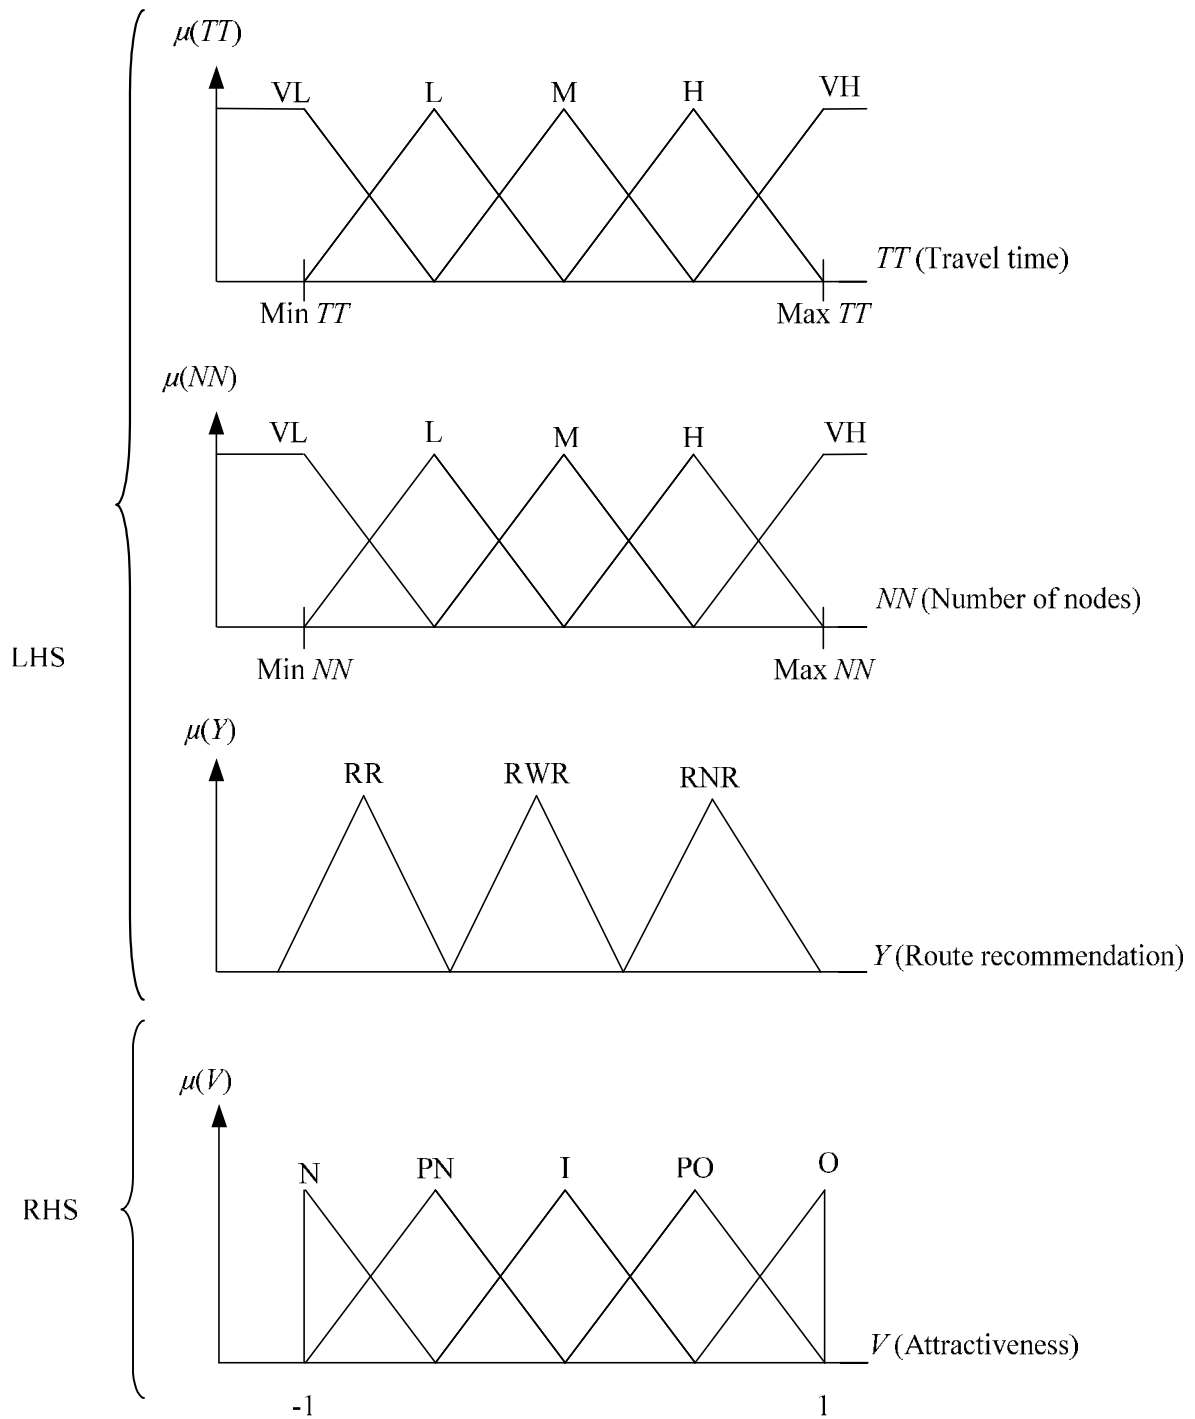 μ(TT)
VL L M H VH
TT (Travel time)
Min TT Max TT
μ(NN)
VL L M H VH
NN (Number of nodes)
LHS
Min NN Max NN
μ(Y)
RR RWR RNR
Y (Route recommendation)
μ(V)
N PN I PO O
RHS
V (Attractiveness)
-1 1